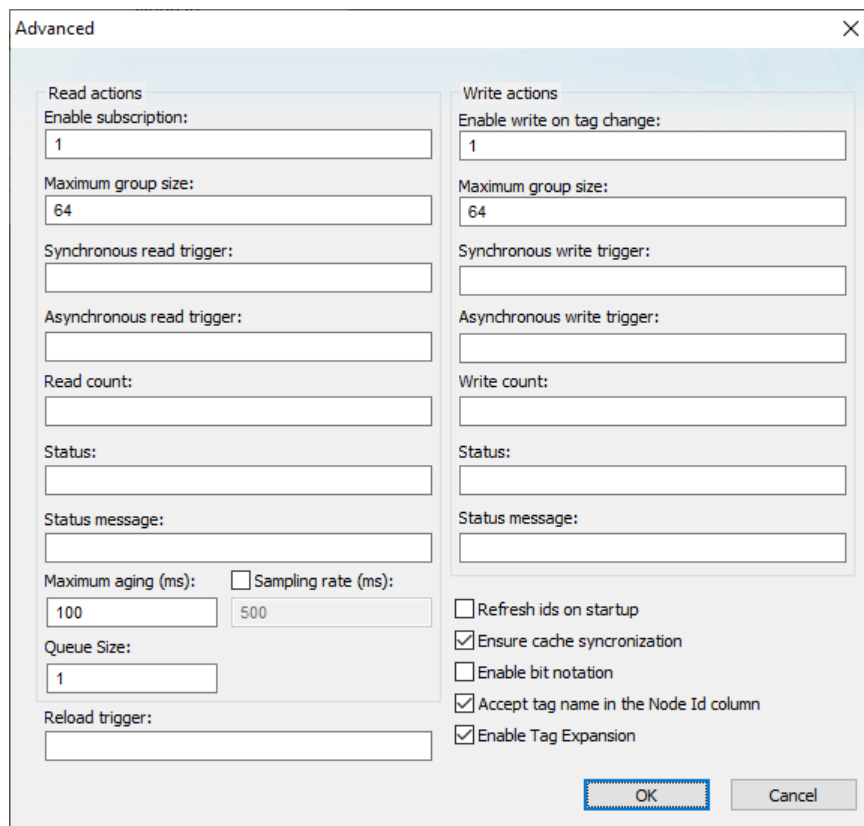 Advanced
Read actions
Enable subscription:
1
Maximum group size:
64
Synchronous read trigger:
Asynchronous read trigger:
Read count:
Status:
Status message:
Maximum aging (ms):
Sampling rate (ms):
100
500
Queue Size:
1
Reload trigger:
Write actions
Enable write on tag change:
1
Maximum group size:
64
Synchronous write trigger:
Asynchronous write trigger:
Write count:
Status:
Status message:
Refresh ids on startup
Ensure cache syncronization
Enable bit notation
Accept tag name in the Node Id column
Enable Tag Expansion
OK
Cancel